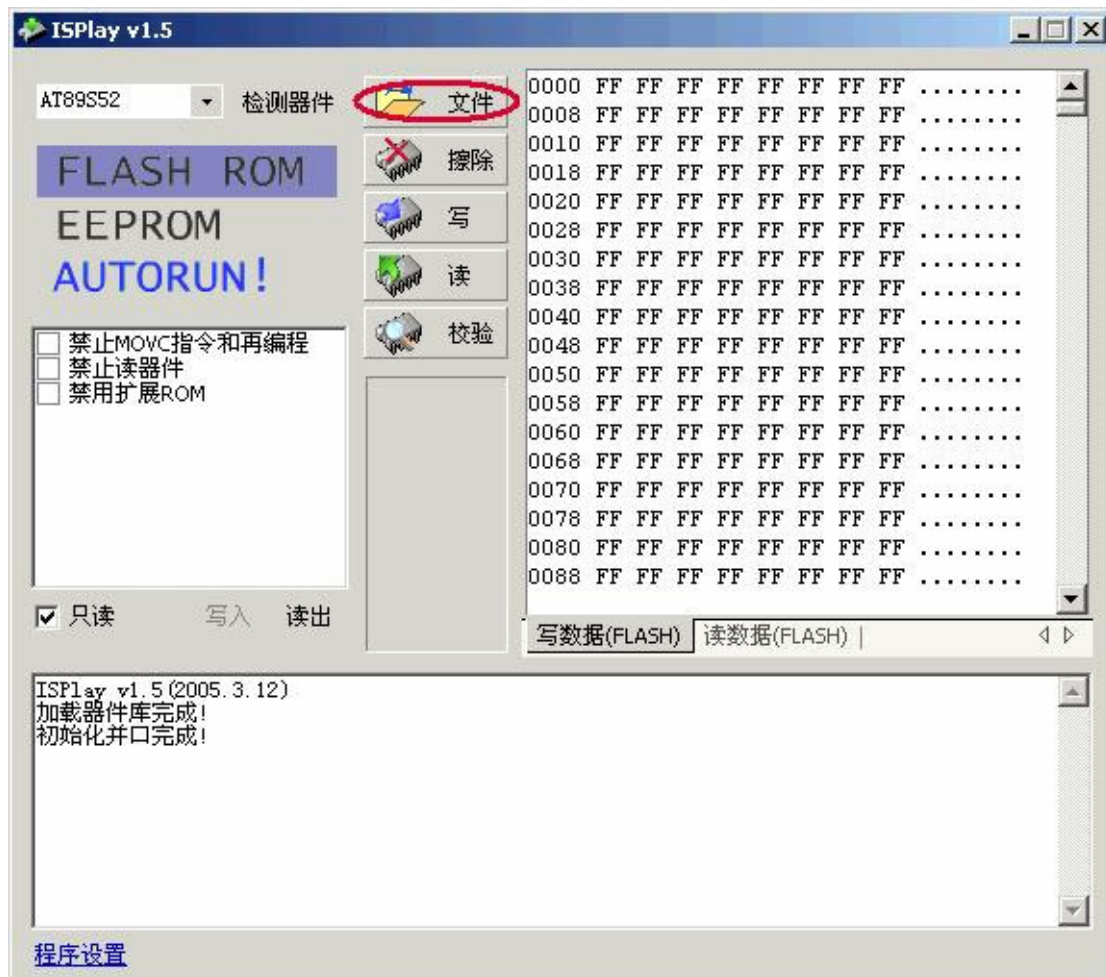 ISPlay v1.5
AT89S52
检测器件
FLASH ROM
EEPROM
AUTORUN!
禁止MOVC指令和再编程
禁止读器件
禁用扩展ROM
只读 写入 读出
文件
擦除
写
读
校验
0000 FF FF FF FF FF FF FF FF ........
0008 FF FF FF FF FF FF FF FF ........
0010 FF FF FF FF FF FF FF FF ........
0018 FF FF FF FF FF FF FF FF ........
0020 FF FF FF FF FF FF FF FF ........
0028 FF FF FF FF FF FF FF FF ........
0030 FF FF FF FF FF FF FF FF ........
0038 FF FF FF FF FF FF FF FF ........
0040 FF FF FF FF FF FF FF FF ........
0048 FF FF FF FF FF FF FF FF ........
0050 FF FF FF FF FF FF FF FF ........
0058 FF FF FF FF FF FF FF FF ........
0060 FF FF FF FF FF FF FF FF ........
0068 FF FF FF FF FF FF FF FF ........
0070 FF FF FF FF FF FF FF FF ........
0078 FF FF FF FF FF FF FF FF ........
0080 FF FF FF FF FF FF FF FF ........
0088 FF FF FF FF FF FF FF FF ........
写数据(FLASH) 读数据(FLASH)
ISPlay v1.5(2005.3.12)
加载器件库完成!
初始化并口完成!
程序设置